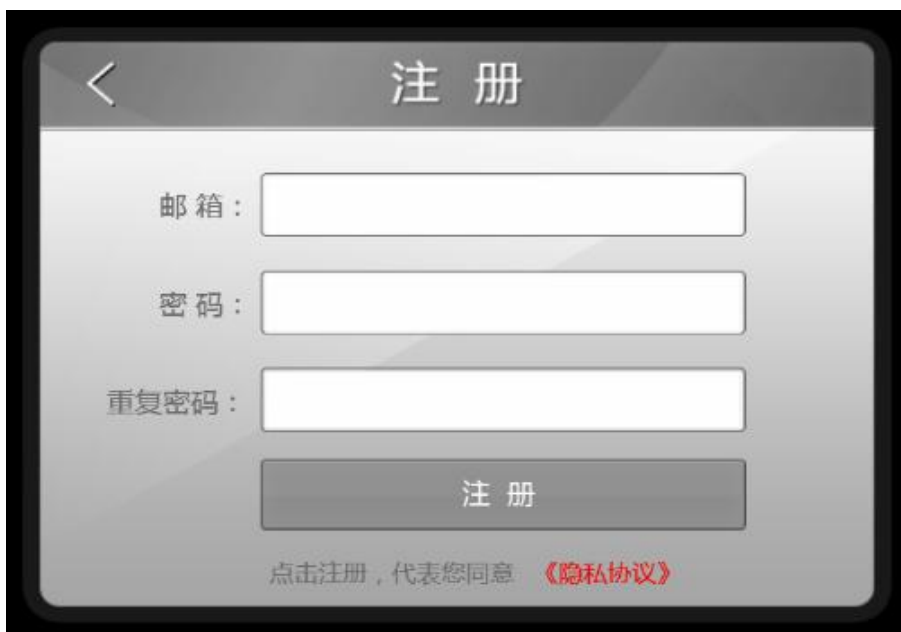 注 册
邮 箱：
密 码：
重复密码：
注 册
点击注册，代表您同意 《隐私协议》